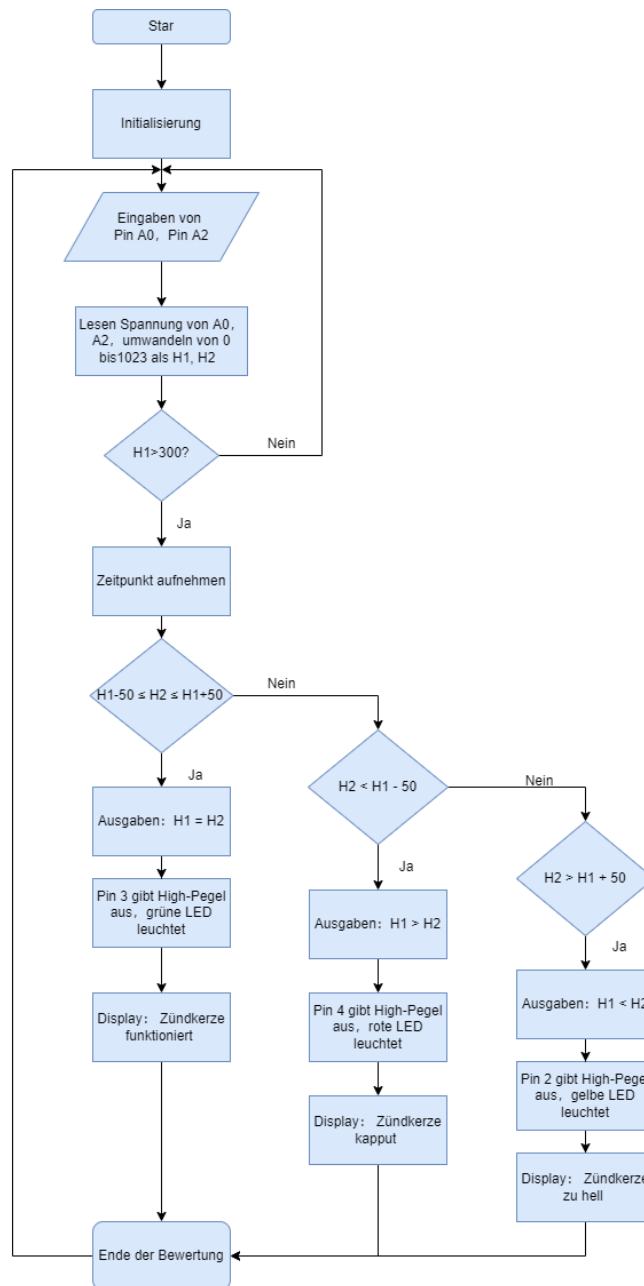 Star
Initialisierung
Eingaben von
Pin A0，Pin A2
Lesen Spannung von A0,
A2，umwandeln von 0
bis1023 als H1, H2
H1>300?
Nein
Ja
Zeitpunkt aufnehmen
H1-50 ≤ H2 ≤ H1+50
Nein
Ja
H2 < H1 - 50
Nein
Ausgaben：H1 = H2
Ja
H2 > H1 + 50
Pin 3 gibt High-Pegel
aus，grüne LED
leuchtet
Ausgaben：H1 > H2
Ja
Display： Zündkerze
funktioniert
Pin 4 gibt High-Pegel
aus，rote LED
leuchtet
Ausgaben：H1 < H2
Display：Zündkerze
kapput
Pin 2 gibt High-Pege
aus，gelbe LED
leuchtet
Display：Zündkerze
zu hell
Ende der Bewertung